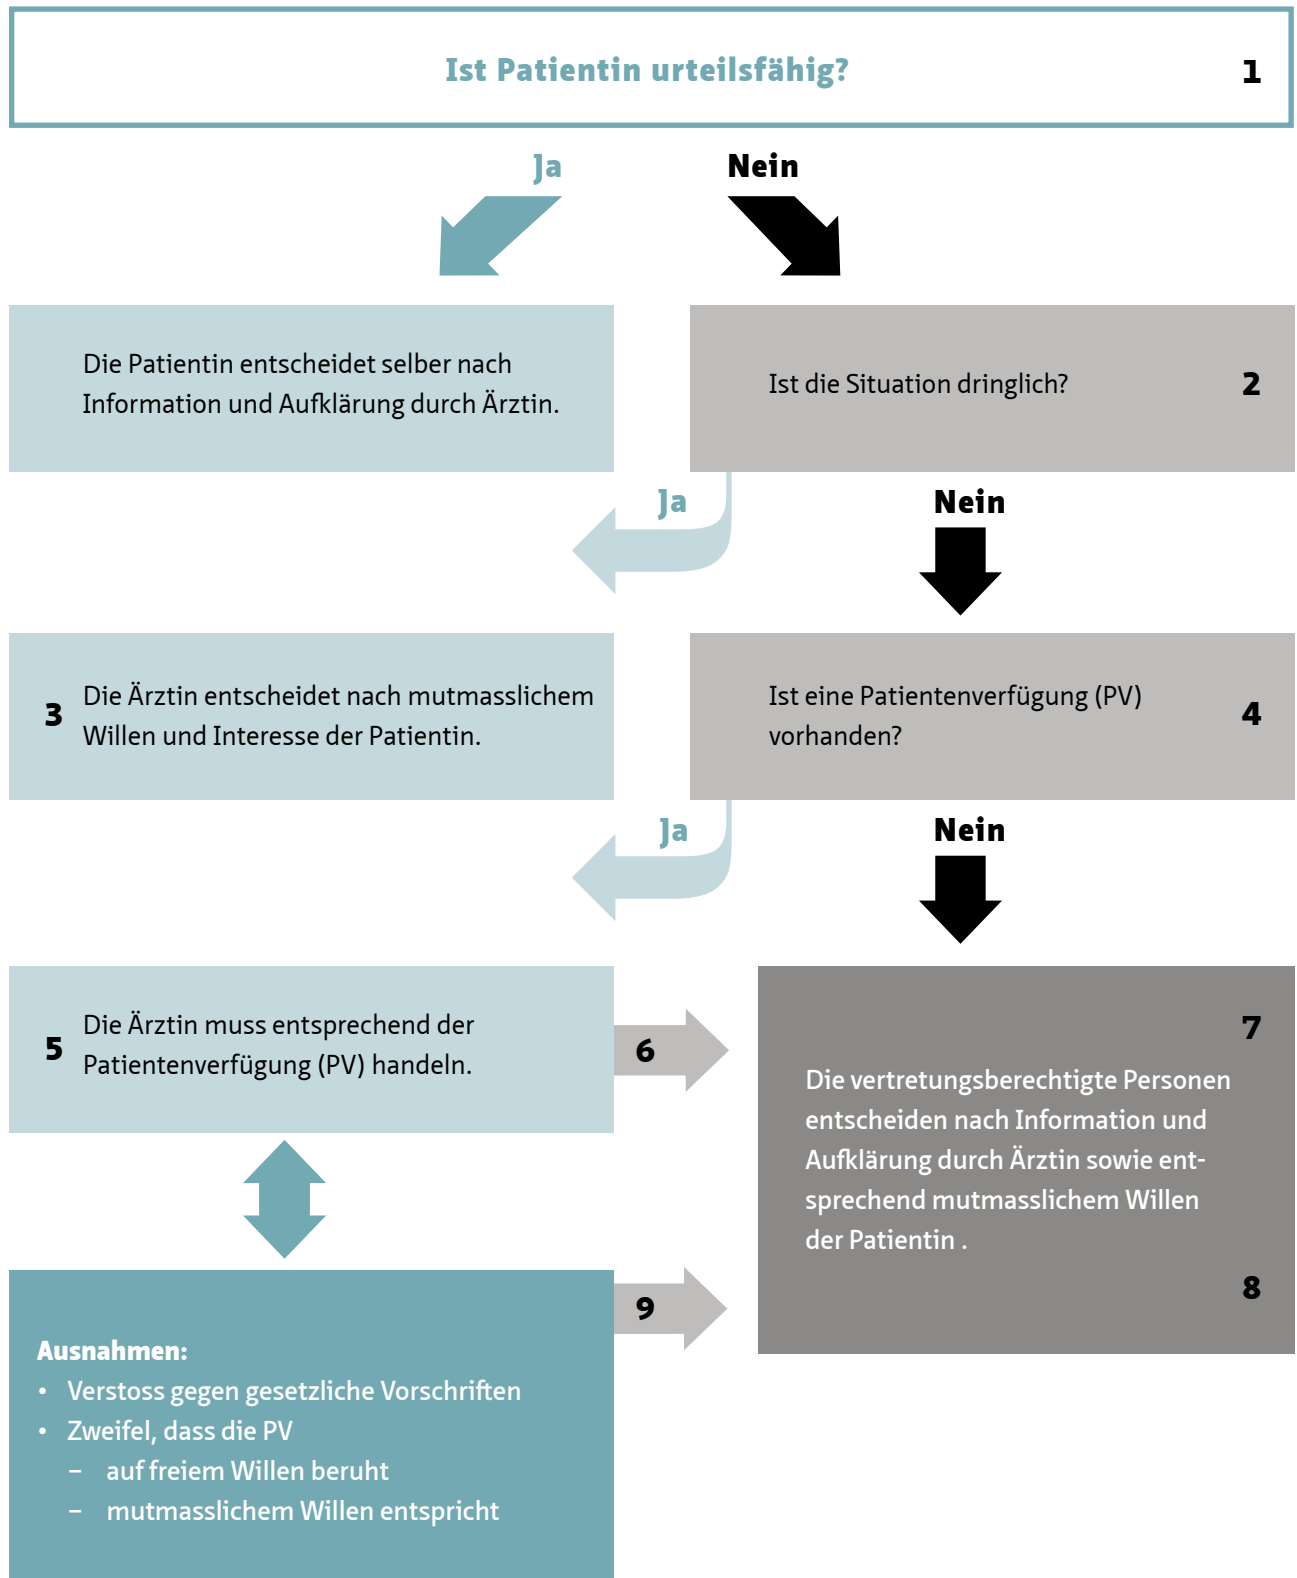 Ist Patientin urteilsfähig?
1
Ja
Nein
Die Patientin entscheidet selber nach
Information und Aufklärung durch Ärztin.
Ist die Situation dringlich?
2
Ja
Nein
3
Die Ärztin entscheidet nach mutmasslichem
Willen und Interesse der Patientin.
Ist eine Patientenverfügung (PV)
vorhanden?
4
Ja
Nein
5
Die Ärztin muss entsprechend der
Patientenverfügung (PV) handeln.
6
7
Die vertretungsberechtigte Personen
entscheiden nach Information und
Aufklärung durch Ärztin sowie ent-
sprechend mutmasslichem Willen
der Patientin .
8
9
Ausnahmen:
• Verstoss gegen gesetzliche Vorschriften
• Zweifel, dass die PV
– auf freiem Willen beruht
– mutmasslichem Willen entspricht